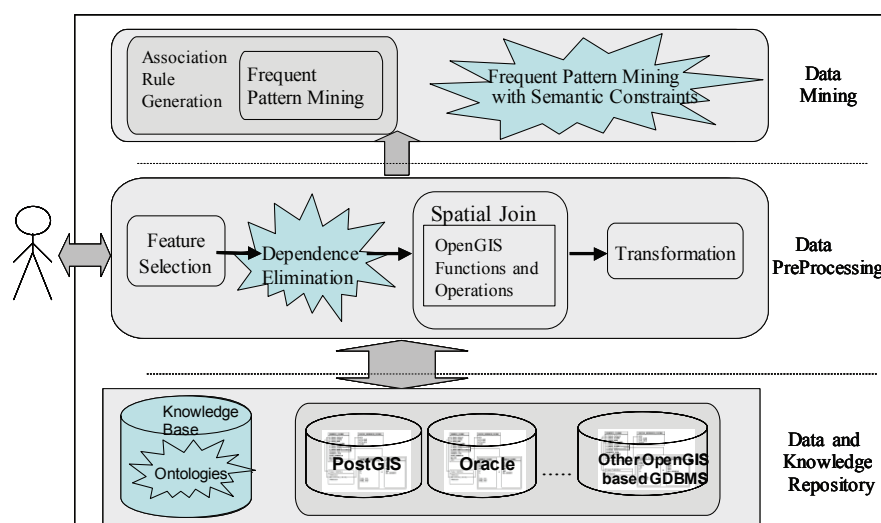 Association
Rule
Generation
Frequent
Pattern Mining
Frequent Pattern Mining
with Semantic Constraints
Data
Mining
Feature
Selection
Dependence
Elimination
Spatial Join
OpenGIS
Functions and
Operations
Transformation
Data
PreProcessing
Knowledge
Base
Ontologies
PostGIS
Oracle
.....
Other OpenGIS
based GDBMS
Data and
Knowledge
Repository